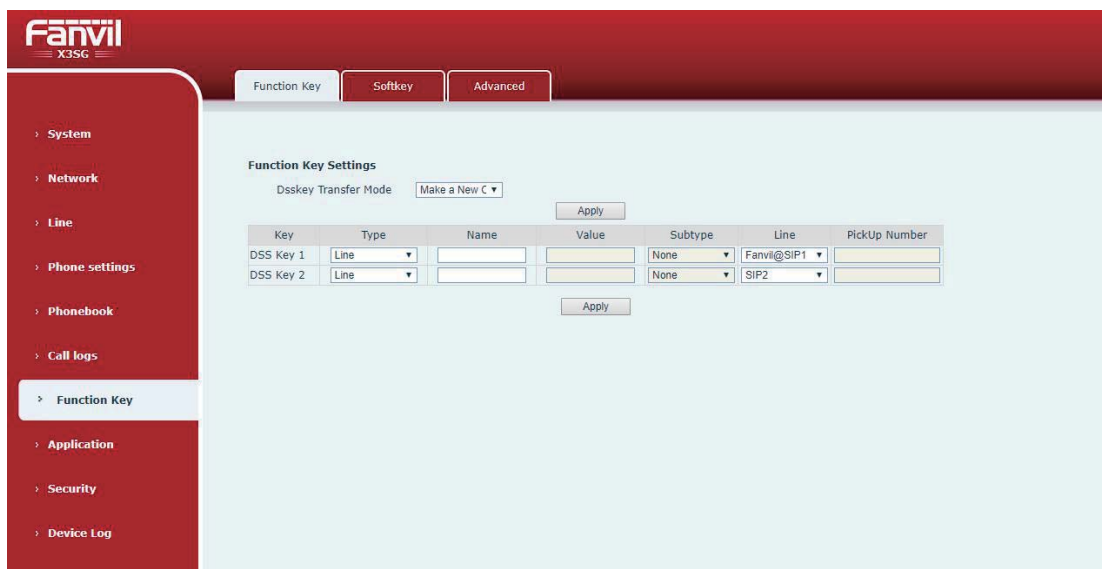 Fanvil
X3SG
Function Key Softkey Advanced
› System
› Network
› Line
› Phone settings
› Phonebook
› Call logs
› Function Key
› Application
› Security
› Device Log
Function Key Settings
Dsskey Transfer Mode Make a New C
Apply
Key Type Name Value Subtype Line PickUp Number
DSS Key 1 Line None Fanvil@SIP1
DSS Key 2 Line None SIP2
Apply